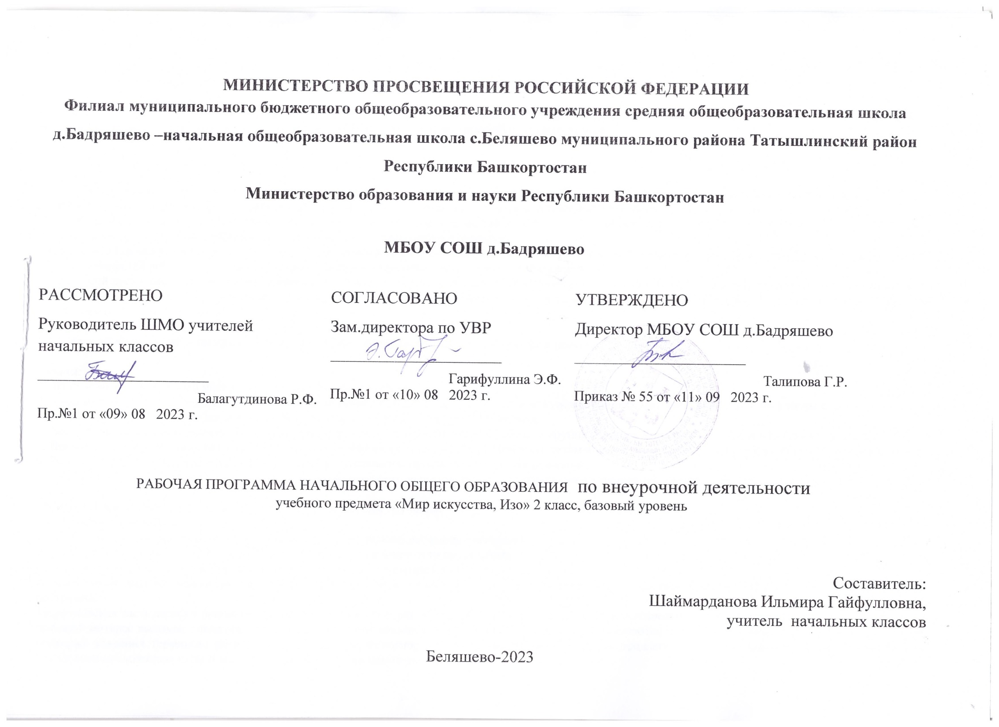 МИНИСТЕРСТВО ПРОСВЕЩЕНИЯ РОССИЙСКОЙ ФЕДЕРАЦИИ
Филиал муниципального бюджетного общеобразовательного учреждения средняя общеобразовательная школа
д.Бадряшево –начальная общеобразовательная школа с.Беляшево муниципального района Татышлинский район
Республики Башкортостан
Министерство образования и науки Республики Башкортостан
МБОУ СОШ д.Бадряшево
РАССМОТРЕНО
Руководитель ШМО учителей
начальных классов
Балагутдинова Р.Ф.
Пр.№1 от «09» 08 2023 г.
СОГЛАСОВАНО
Зам.директора по УВР
Гарифуллина Э.Ф.
Пр.№1 от «10» 08 2023 г.
УТВЕРЖДЕНО
Директор МБОУ СОШ д.Бадряшево
Талипова Г.Р.
Приказ № 55 от «11» 09 2023 г.
РАБОЧАЯ ПРОГРАММА НАЧАЛЬНОГО ОБЩЕГО ОБРАЗОВАНИЯ по внеурочной деятельности
учебного предмета «Мир искусства, Изо» 2 класс, базовый уровень
Составитель:
Шаймарданова Ильмира Гайфулловна,
учитель начальных классов
Беляшево-2023